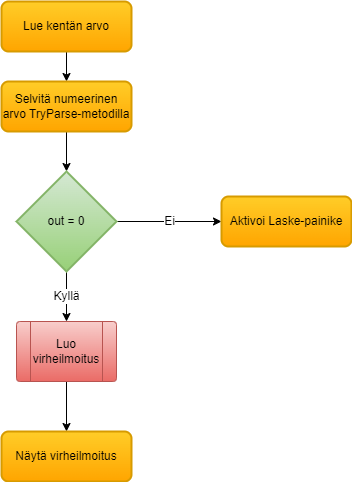 Lue kentän arvo
Selvitä numeerinen
arvo TryParse-metodilla
out = 0
Ei
Aktivoi Laske-painike
Kyllä
Luo
virheilmoitus
Näytä virheilmoitus